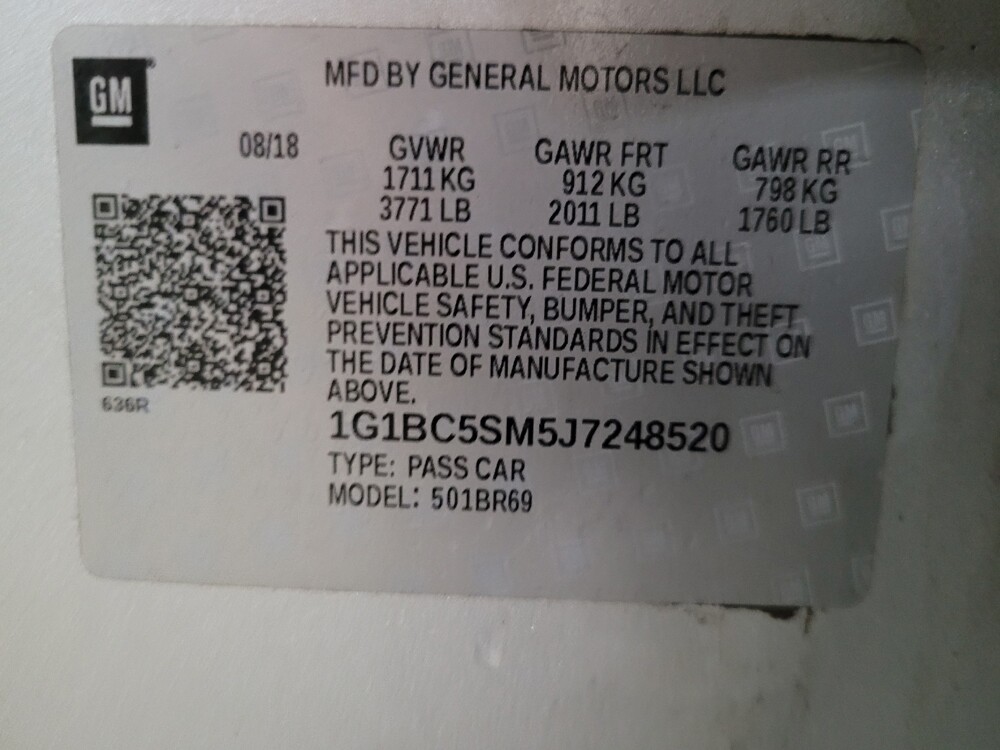 GM
MFD BY GENERAL MOTORS LLC
08/18 GVWR GAWR FRT GAWR RR
1711 KG 912 KG 798 KG
3771 LB 2011 LB 1760 LB
THIS VEHICLE CONFORMS TO ALL
APPLICABLE U.S. FEDERAL MOTOR
VEHICLE SAFETY, BUMPER, AND THEFT
PREVENTION STANDARDS IN EFFECT ON
THE DATE OF MANUFACTURE SHOWN
ABOVE.
636R
1G1BC5SM5J7248520
TYPE: PASS CAR
MODEL: 501BR69